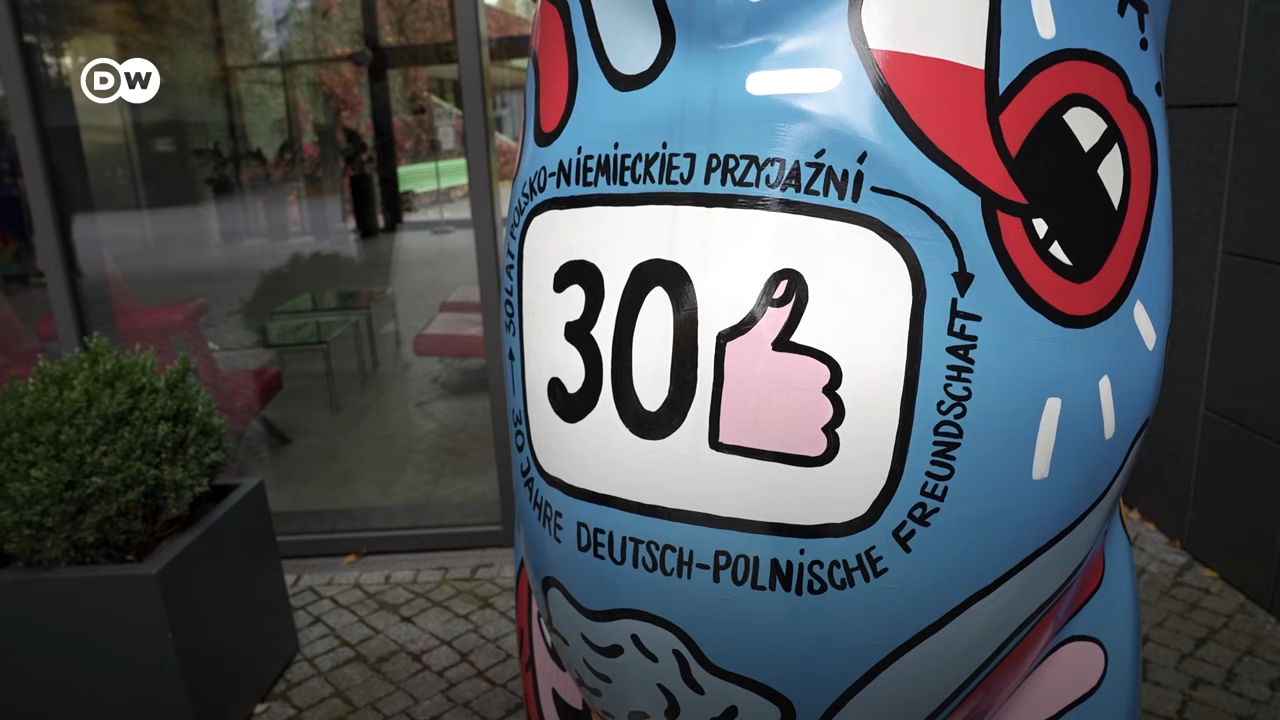 DW
30 LAT POLSKO-NIEMIECKIEJ PRZYJAŹNI
30
30 JAHRE DEUTSCH-POLNISCHE FREUNDSCHAFT